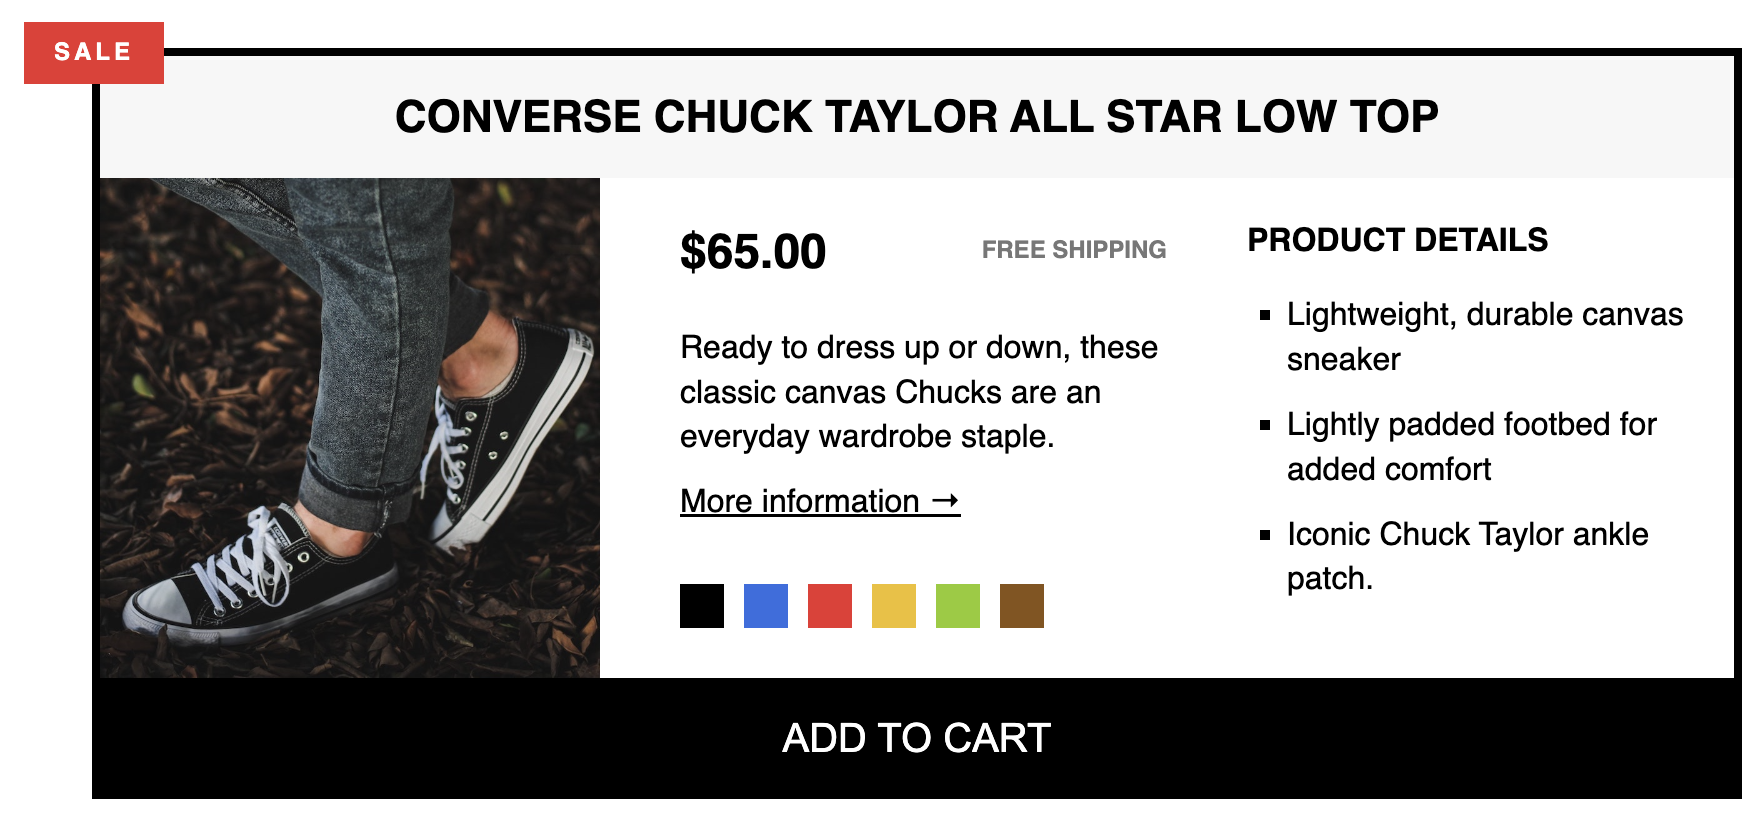 SALE
CONVERSE CHUCK TAYLOR ALL STAR LOW TOP
$65.00
FREE SHIPPING
Ready to dress up or down, these
classic canvas Chucks are an
everyday wardrobe staple.
More information →
PRODUCT DETAILS
Lightweight, durable canvas
sneaker
Lightly padded footbed for
added comfort
Iconic Chuck Taylor ankle
patch.
ADD TO CART